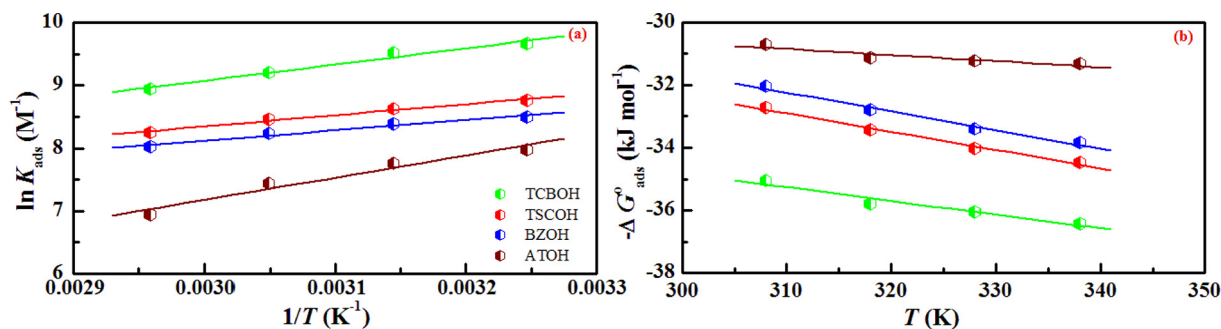 (a)
10
9
8
7
6
ln K_ads (M⁻¹)
TCBOH
TSCOH
BZOH
ATOH
0.0029 0.0030 0.0031 0.0032 0.0033
1/T (K⁻¹)
(b)
-30
-32
-34
-36
-38
-Δ G°_ads (kJ mol⁻¹)
300 310 320 330 340 350
T (K)